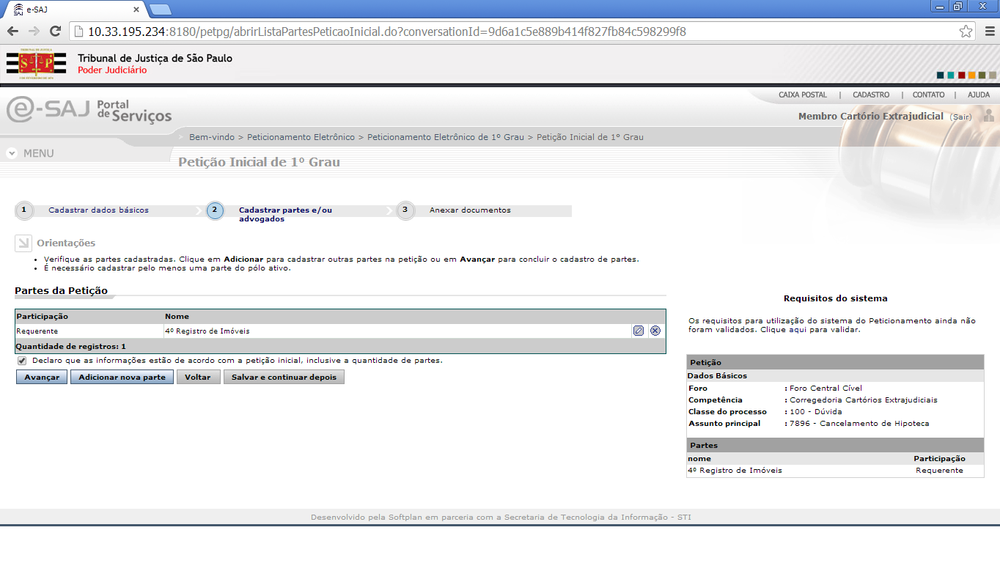 e-SAJ
10.33.195.234:8180/petpg/abrirListaPartesPeticaoInicial.do?conversationId=9d6a1c5e889b414f827fb84c598299f8
TRIBUNAL DE JUSTIÇA
S P
3 DE FEVEREIRO DE 1874
Tribunal de Justiça de São Paulo
Poder Judiciário
CAIXA POSTAL | CADASTRO | CONTATO | AJUDA
e-SAJ Portal de Serviços
Membro Cartório Extrajudicial (Sair)
Bem-vindo > Peticionamento Eletrônico > Peticionamento Eletrônico de 1º Grau > Petição Inicial de 1º Grau
MENU
Petição Inicial de 1º Grau
1 Cadastrar dados básicos
2 Cadastrar partes e/ou
advogados
3 Anexar documentos
Orientações
• Verifique as partes cadastradas. Clique em Adicionar para cadastrar outras partes na petição ou em Avançar para concluir o cadastro de partes.
• É necessário cadastrar pelo menos uma parte do pólo ativo.
Partes da Petição
Participação Nome
Requerente 4º Registro de Imóveis
Quantidade de registros: 1
Declaro que as informações estão de acordo com a petição inicial, inclusive a quantidade de partes.
Avançar Adicionar nova parte Voltar Salvar e continuar depois
Requisitos do sistema
Os requisitos para utilização do sistema do Peticionamento ainda não
foram validados. Clique aqui para validar.
Petição
Dados Básicos
Foro : Foro Central Cível
Competência : Corregedoria Cartórios Extrajudiciais
Classe do processo : 100 - Dúvida
Assunto principal : 7896 - Cancelamento de Hipoteca
Partes
nome Participação
4º Registro de Imóveis Requerente
Desenvolvido pela Softplan em parceria com a Secretaria de Tecnologia da Informação - STI